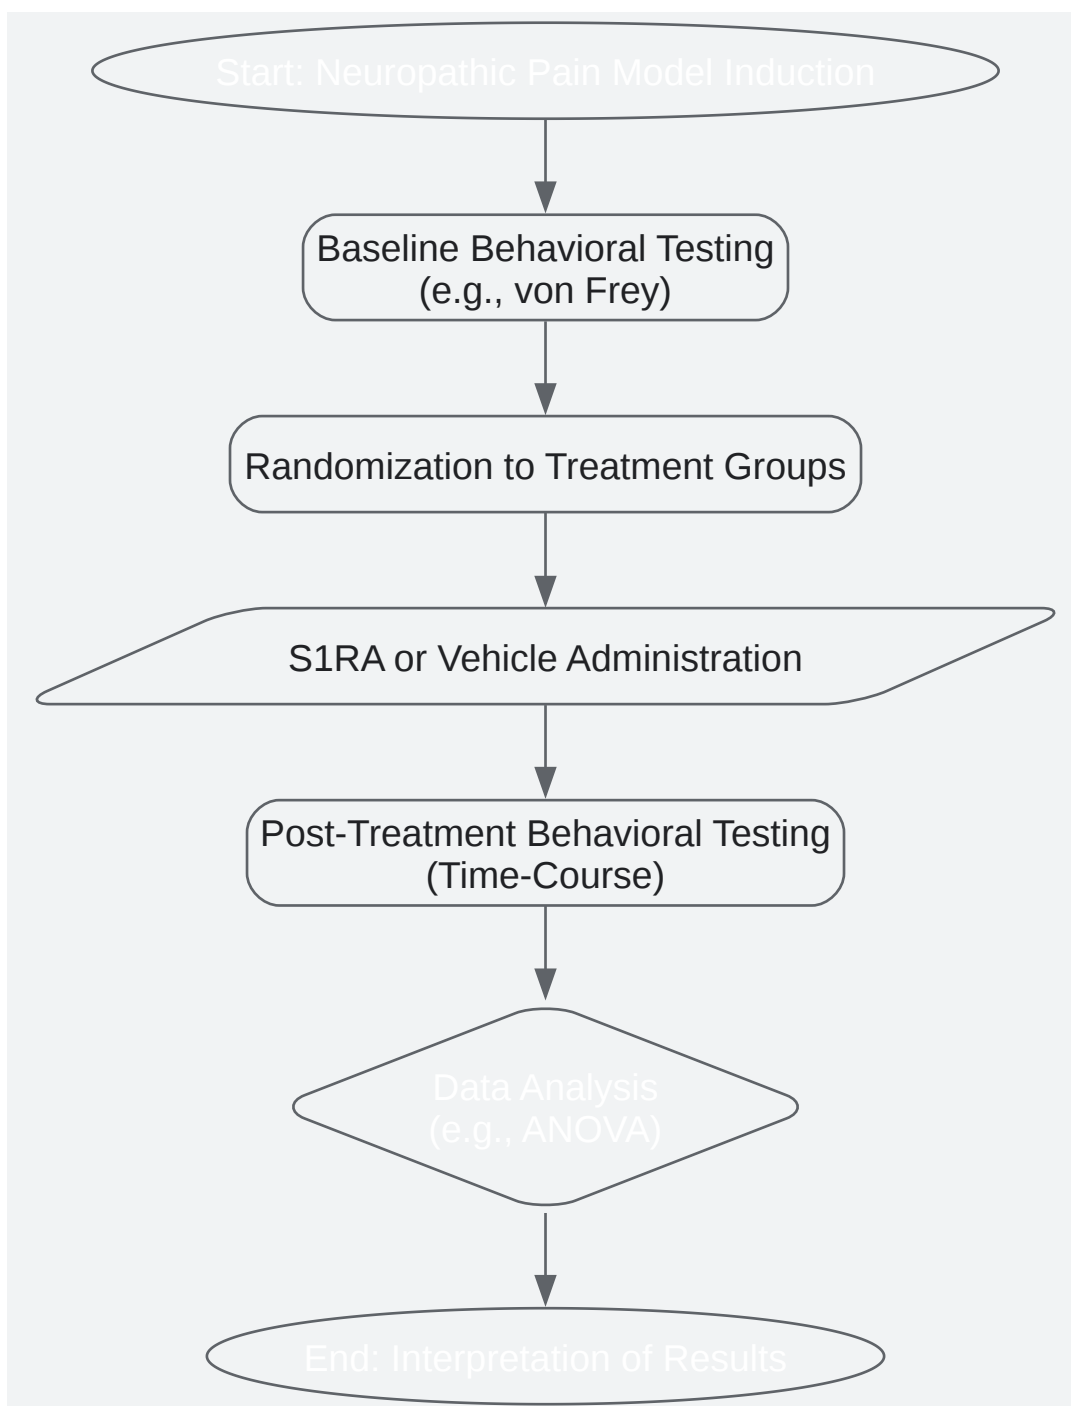 Start: Neuropathic Pain Model Induction
Baseline Behavioral Testing
(e.g., von Frey)
Randomization to Treatment Groups
S1RA or Vehicle Administration
Post-Treatment Behavioral Testing
(Time-Course)
Data Analysis
(e.g., ANOVA)
End: Interpretation of Results